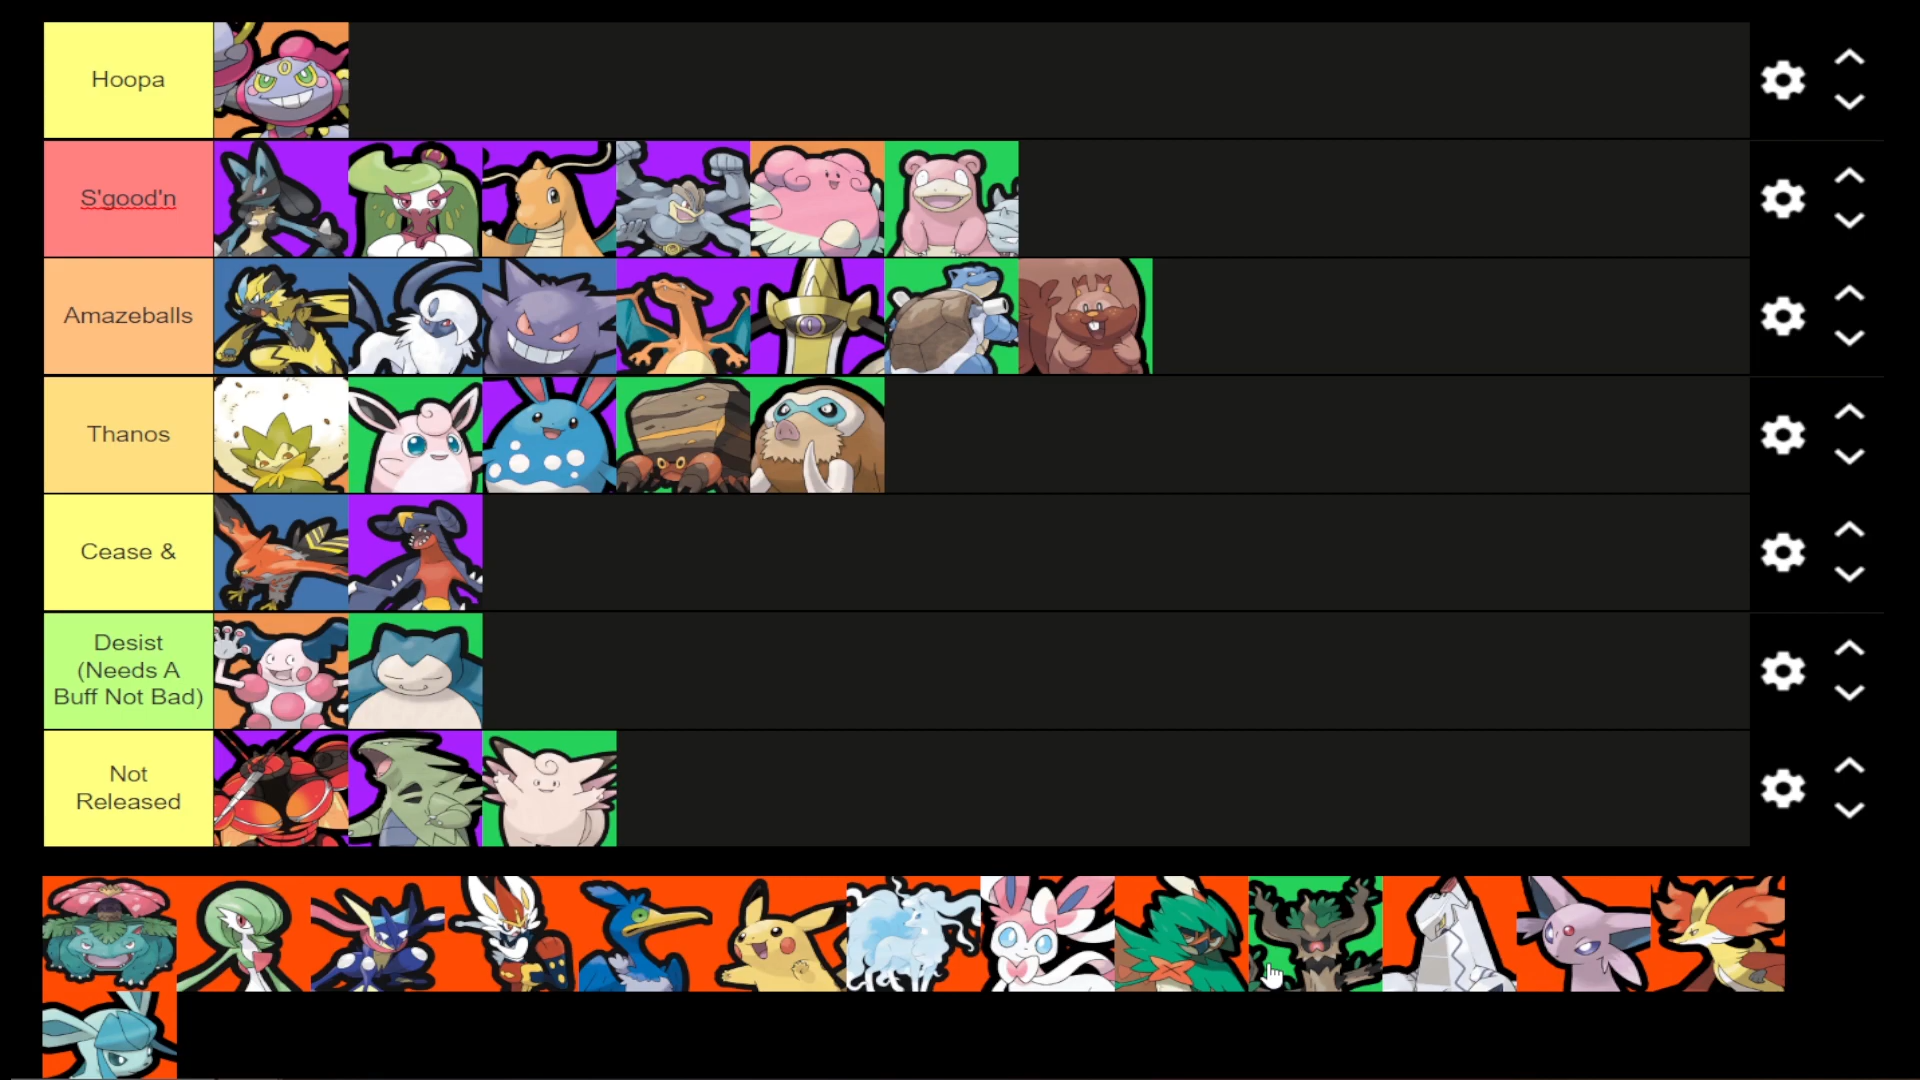 Hoopa
S'good'n
Amazeballs
Thanos
Cease &
Desist
(Needs A
Buff Not Bad)
Not
Released